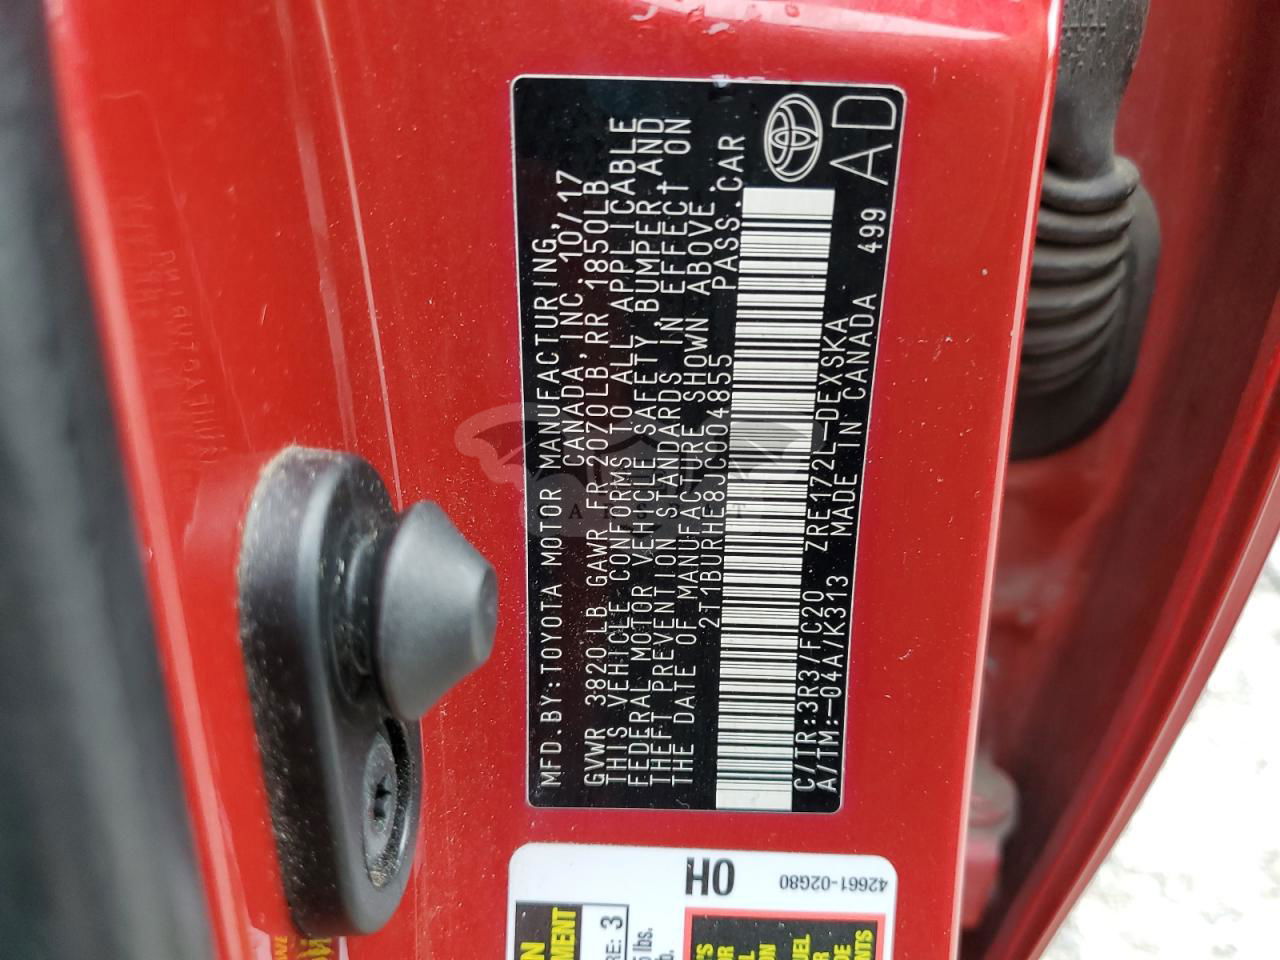 MFD. BY: TOYOTA MOTOR MANUFACTURING
CANADA, INC. 10/17
GVWR 3820 LB GAWR FR 2070LB RR 1850LB
THIS VEHICLE CONFORMS TO ALL APPLICABLE
FEDERAL MOTOR VEHICLE SAFETY, BUMPER AND
THEFT PREVENTION STANDARDS IN EFFECT ON
THE DATE OF MANUFACTURE SHOWN ABOVE.
2T1BURHE8JC004855 PASS. CAR
C/TR: 3R3/FC20 ZRE172L-DEXSKA
A/TM: -04A/K313 MADE IN CANADA 499
AD
OH
42661-02G80